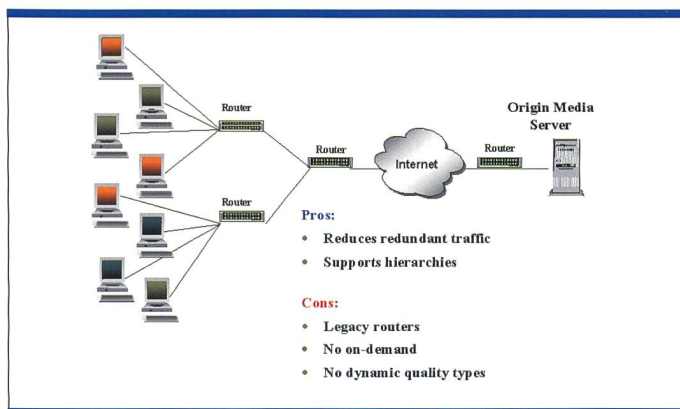 Router
Origin Media
Server
Router
Internet
Router
Router
Pros:
• Reduces redundant traffic
• Supports hierarchies
Cons:
• Legacy routers
• No on-demand
• No dynamic quality types